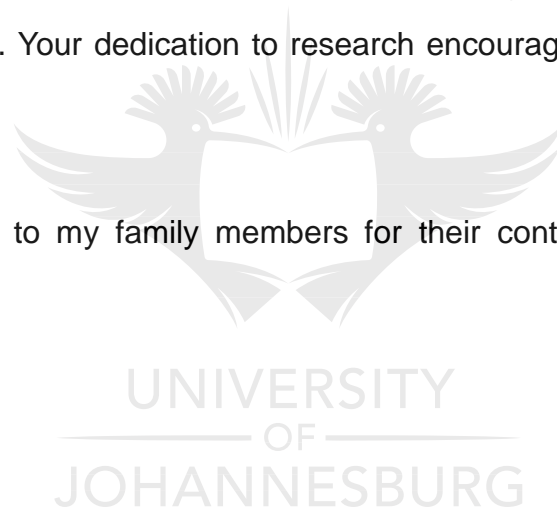 . Your dedication to research encourag
to my family members for their cont
UNIVERSITY
OF
JOHANNESBURG